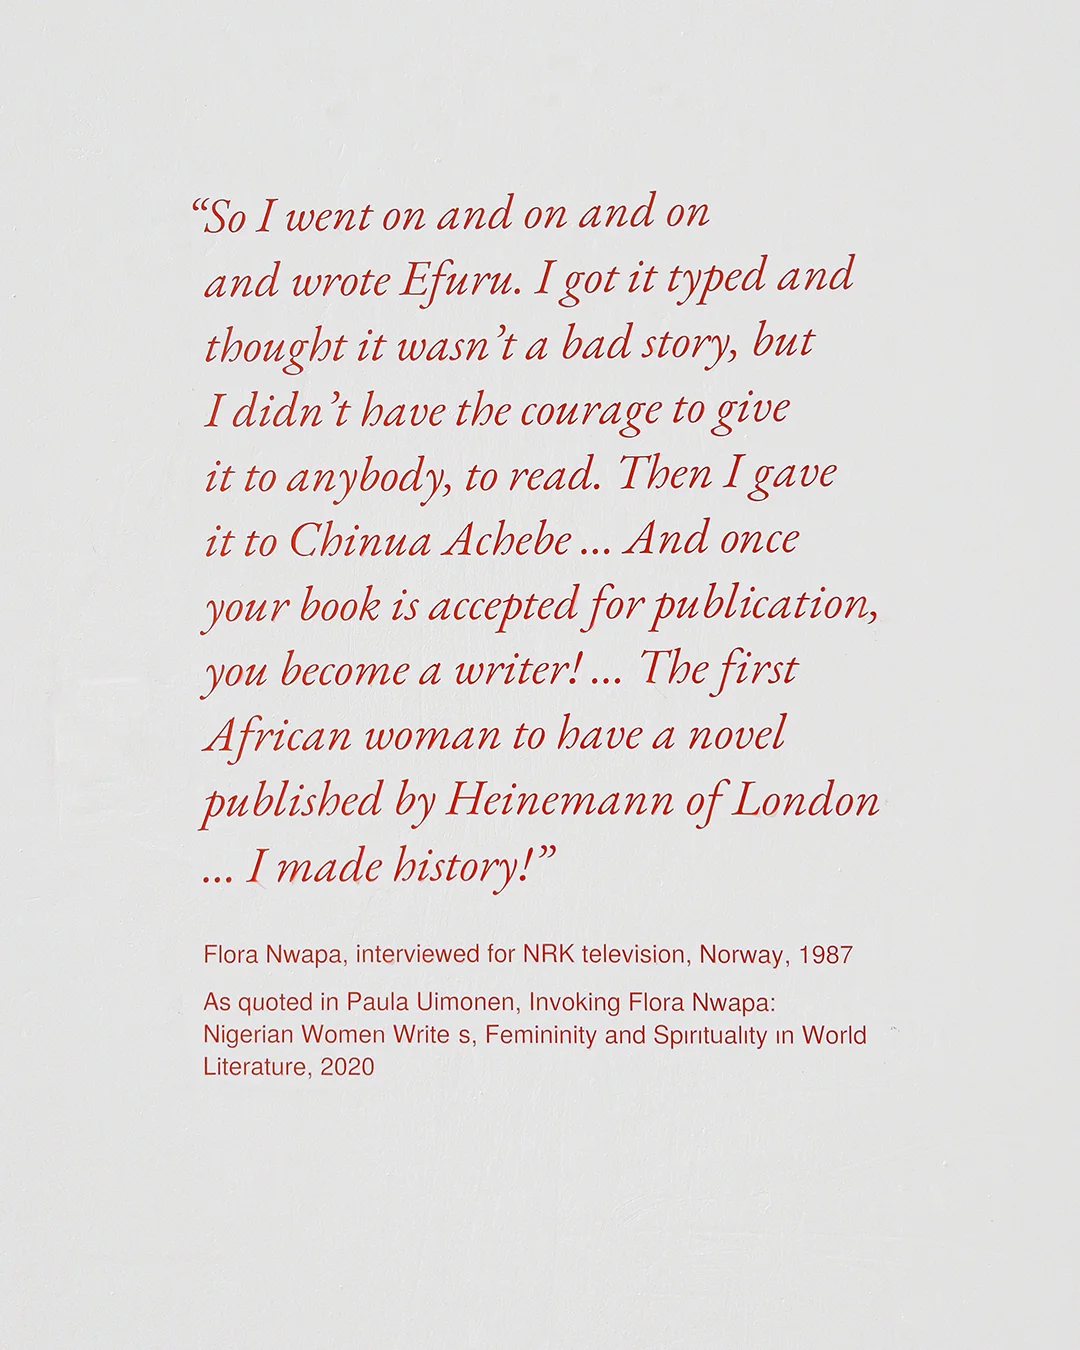 “So I went on and on and on
and wrote Efuru. I got it typed and
thought it wasn’t a bad story, but
I didn’t have the courage to give
it to anybody, to read. Then I gave
it to Chinua Achebe ... And once
your book is accepted for publication,
you become a writer! ... The first
African woman to have a novel
published by Heinemann of London
... I made history!”
Flora Nwapa, interviewed for NRK television, Norway, 1987
As quoted in Paula Uimonen, Invoking Flora Nwapa:
Nigerian Women Write s, Femininity and Spırıtualıty ın World
Literature, 2020